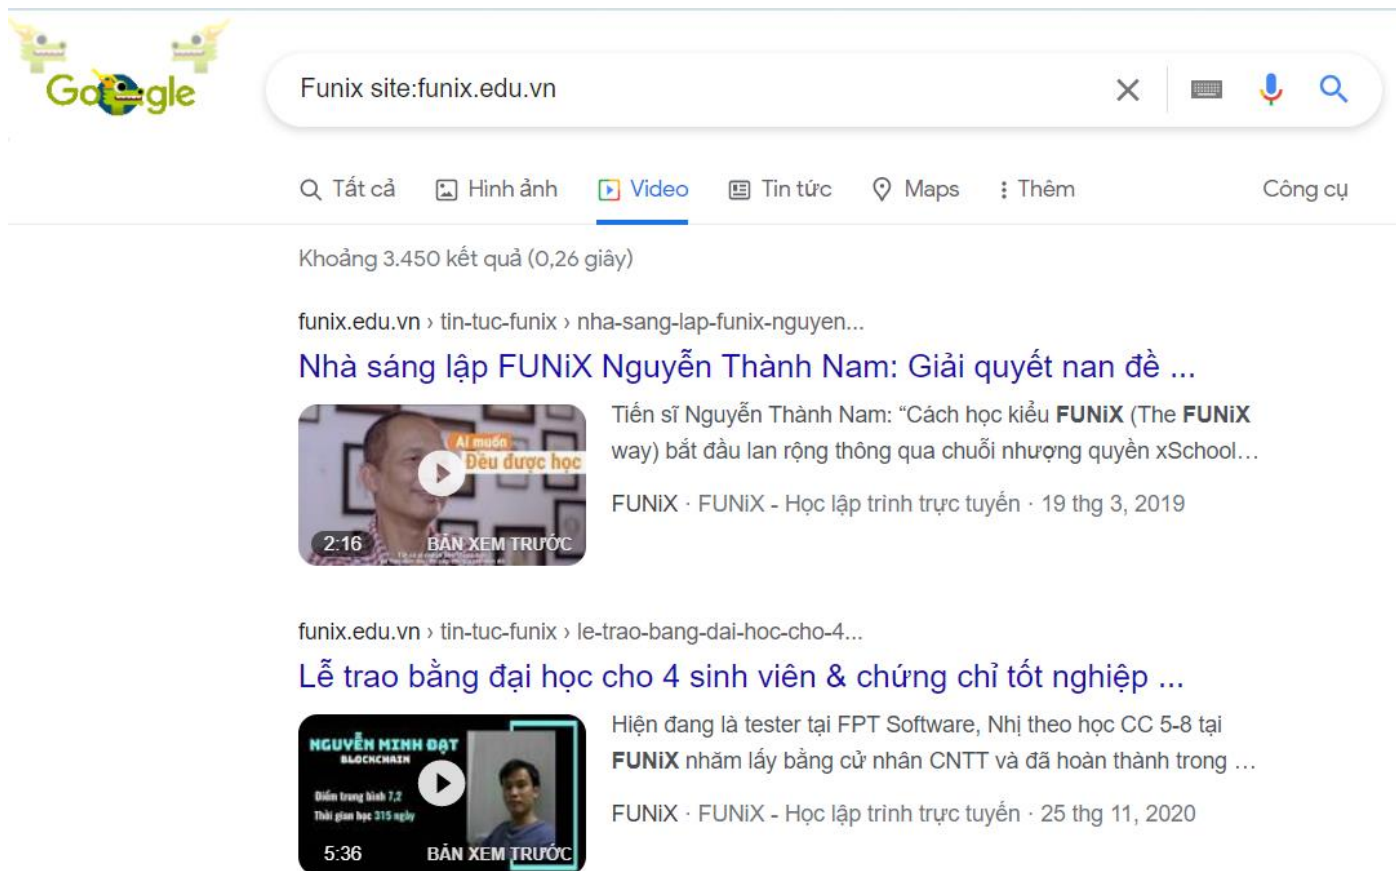 Google
Funix site:funix.edu.vn
Tất cả
Hình ảnh
Video
Tin tức
Maps
Thêm
Công cụ
Khoảng 3.450 kết quả (0,26 giây)
funix.edu.vn › tin-tuc-funix › nha-sang-lap-funix-nguyen...
Nhà sáng lập FUNiX Nguyễn Thành Nam: Giải quyết nan đề ...
AI muốn
Đều được học
2:16
BẢN XEM TRƯỚC
Tiến sĩ Nguyễn Thành Nam: “Cách học kiểu FUNiX (The FUNiX
way) bắt đầu lan rộng thông qua chuỗi nhượng quyền xSchool...
FUNiX · FUNiX - Học lập trình trực tuyến · 19 thg 3, 2019
funix.edu.vn › tin-tuc-funix › le-trao-bang-dai-hoc-cho-4...
Lễ trao bằng đại học cho 4 sinh viên & chứng chỉ tốt nghiệp ...
NGUYỄN MINH ĐẠT
BLOCKCHAIN
Điểm trung bình 7,2
Thời gian học 315 ngày
5:36
BẢN XEM TRƯỚC
Hiện đang là tester tại FPT Software, Nhị theo học CC 5-8 tại
FUNiX nhăm lấy bằng cử nhân CNTT và đã hoàn thành trong ...
FUNiX · FUNiX - Học lập trình trực tuyến · 25 thg 11, 2020